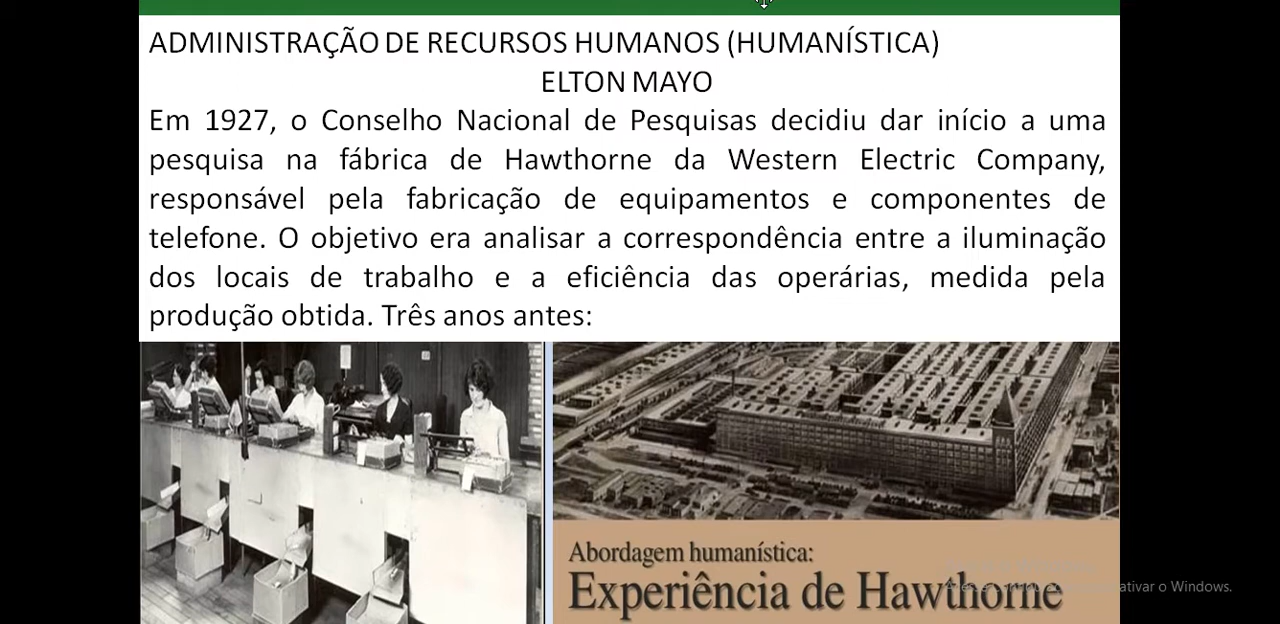 ADMINISTRAÇÃO DE RECURSOS HUMANOS (HUMANÍSTICA)
ELTON MAYO
Em 1927, o Conselho Nacional de Pesquisas decidiu dar início a uma
pesquisa na fábrica de Hawthorne da Western Electric Company,
responsável pela fabricação de equipamentos e componentes de
telefone. O objetivo era analisar a correspondência entre a iluminação
dos locais de trabalho e a eficiência das operárias, medida pela
produção obtida. Três anos antes:
Abordagem humanística:
Experiência de Hawthorne
ativar o Windows.